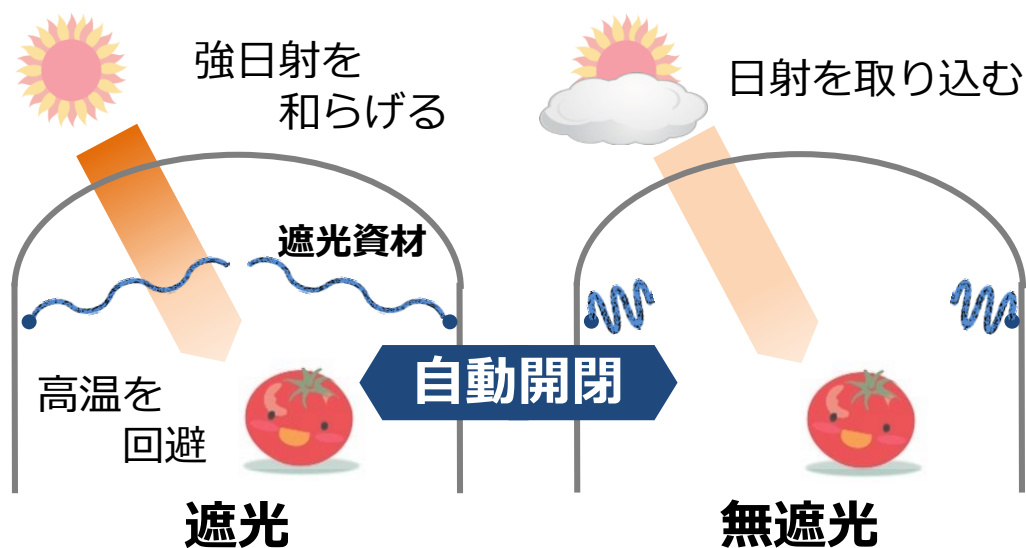 強日射を
和らげる
遮光資材
高温を
回避
遮光
自動開閉
日射を取り込む
無遮光